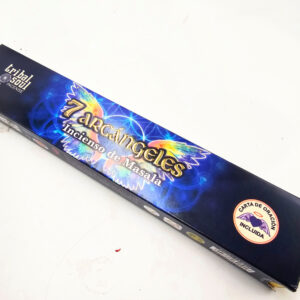 tribal
soul
7 ARCÁNGELES
Incienso de Masala
CARTA DE ORACIÓN
INCLUIDA